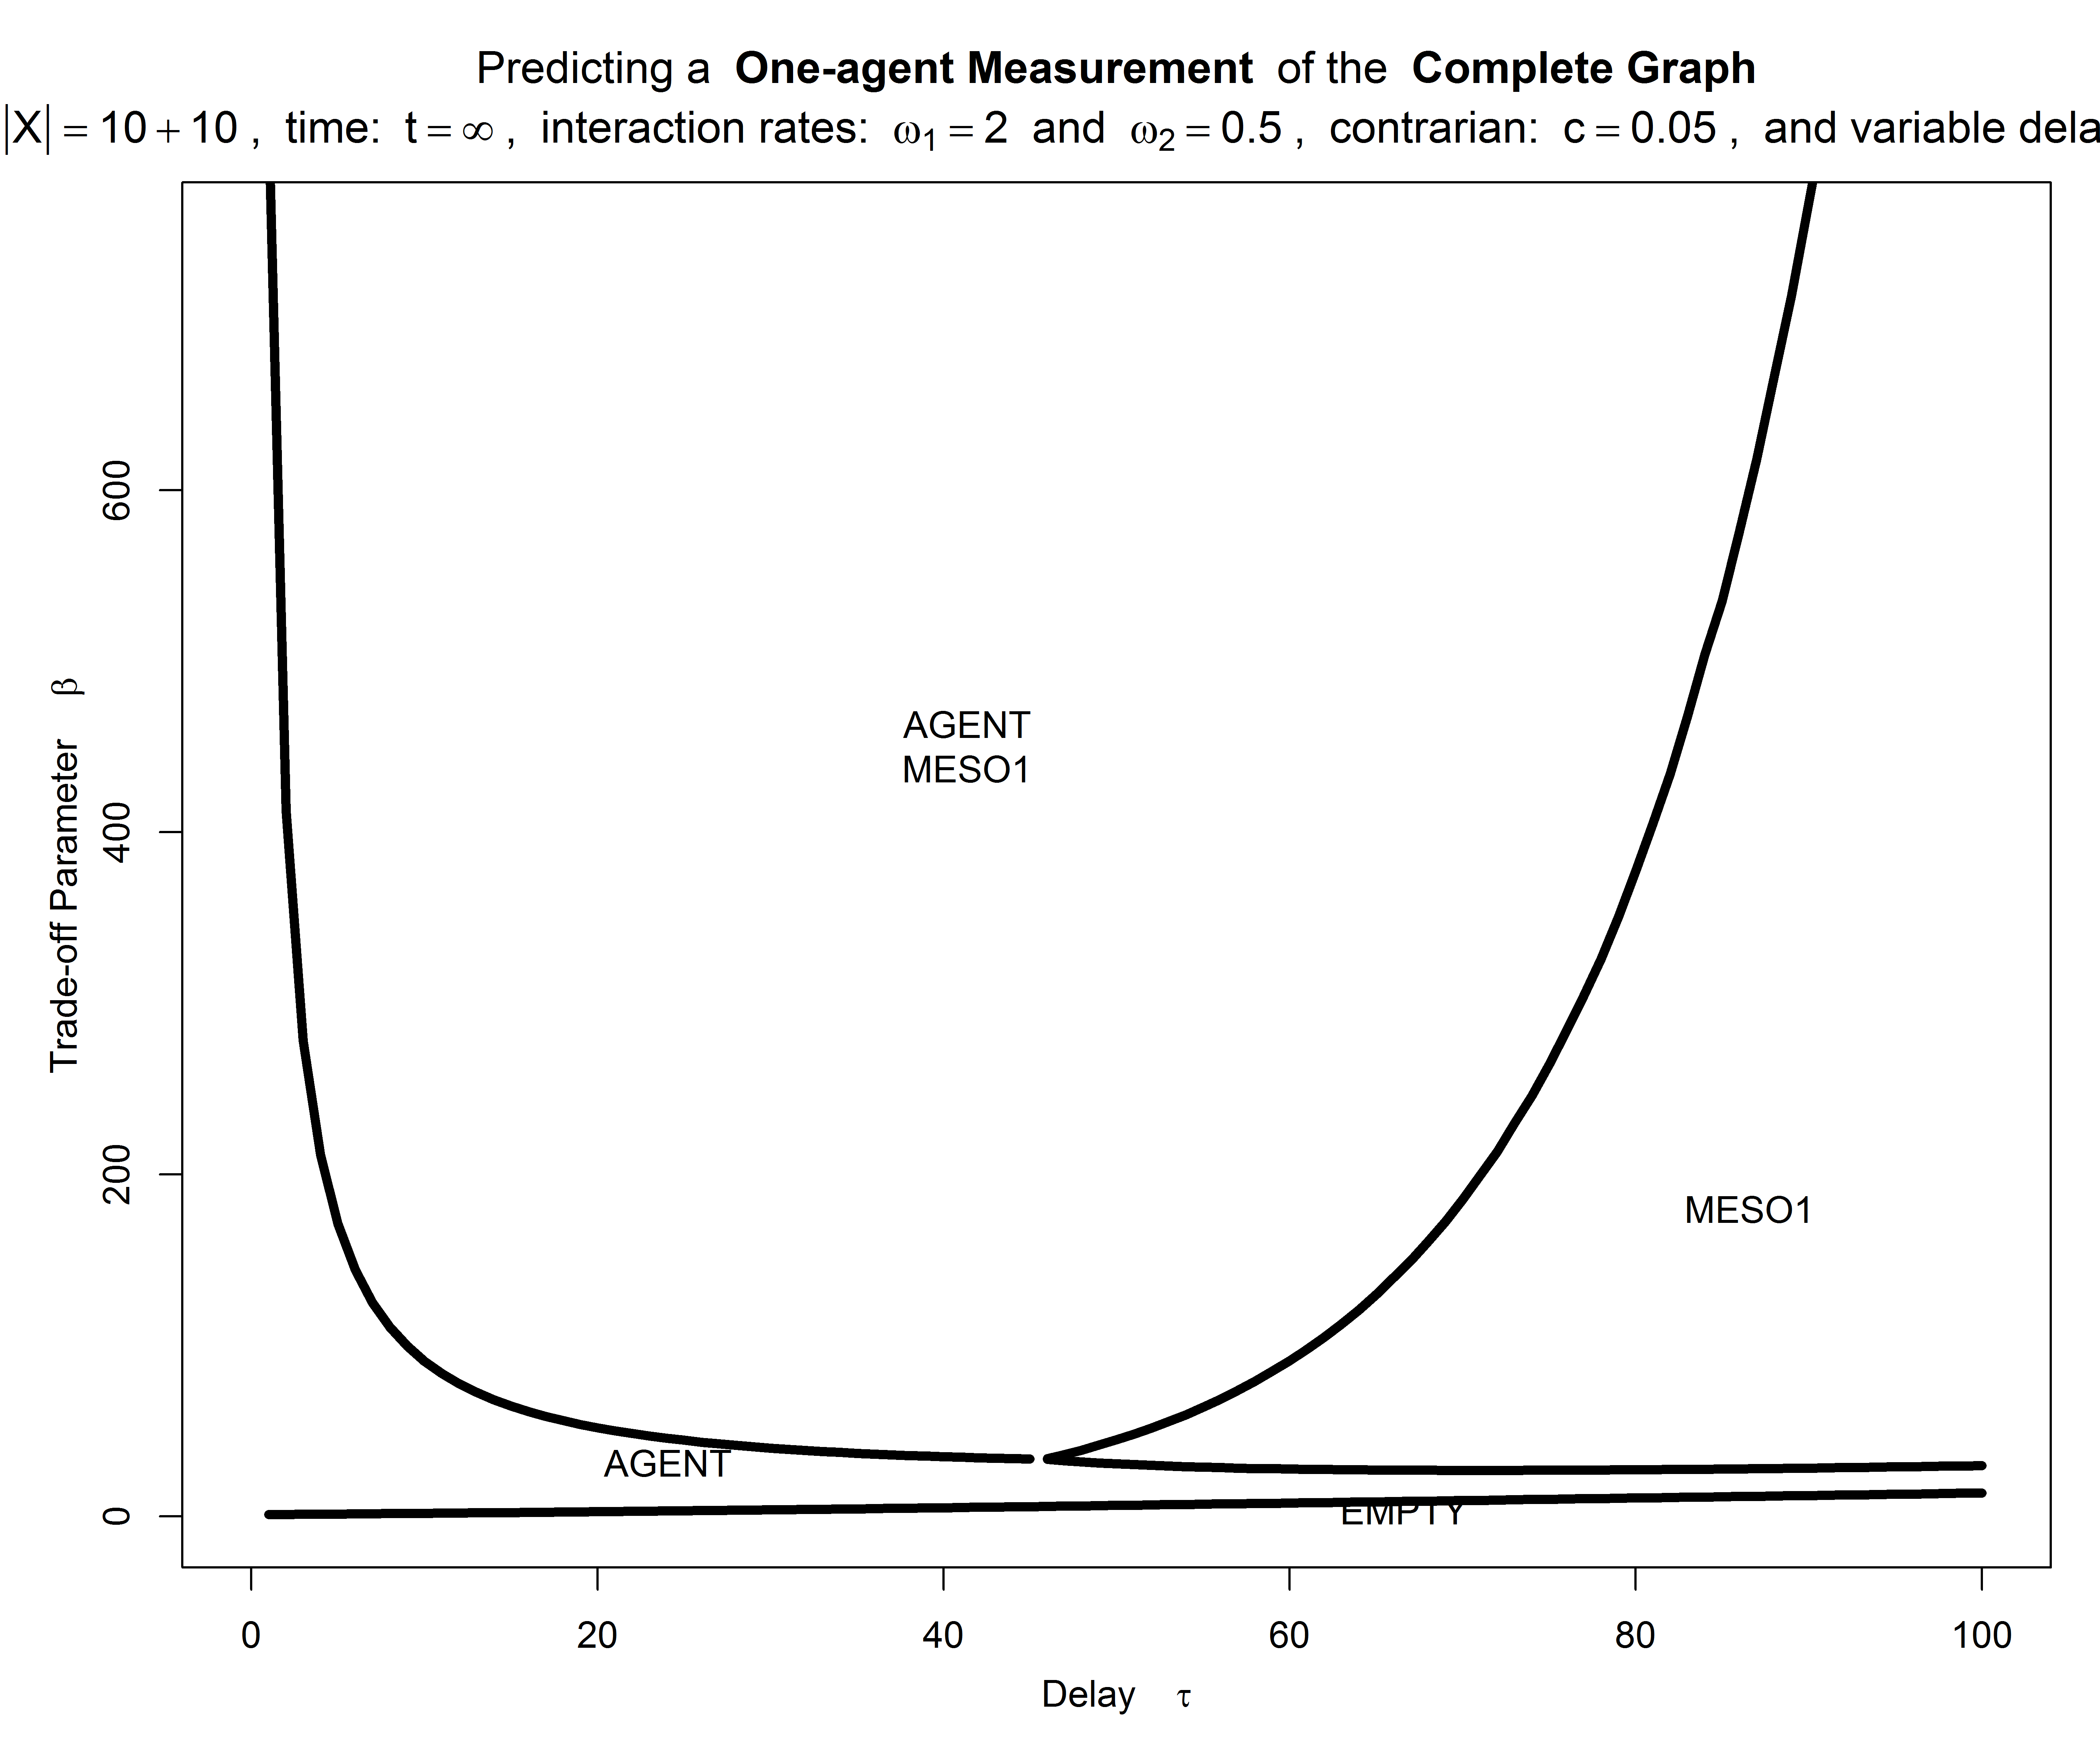 Predicting a One-agent Measurement of the Complete Graph
|X| = 10 + 10 , time: t = ∞ , interaction rates: ω1 = 2 and ω2 = 0.5 , contrarian: c = 0.05 , and variable dela
600
400
200
0
Trade-off Parameter β
AGENT
MESO1
MESO1
AGENT
EMPTY
0 20 40 60 80 100
Delay τ